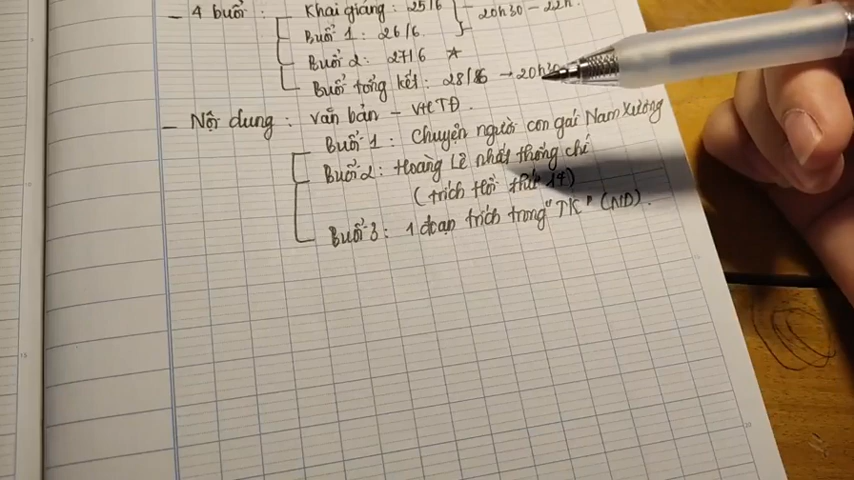 - 4 buổi : Khai giảng : 25/6 - 20h30 - 22h.
Buổi 1 : 26/6
Buổi 2 : 27/6 *
Buổi tổng kết : 28/6 → 20h30
- Nội dung : văn bản - VHTĐ.
Buổi 1 : Chuyện người con gái Nam Xương
Buổi 2 : Hoàng Lê nhất thống chí
(trích hồi thứ 14)
Buổi 3 : 1 đoạn trích trong "TK" (ND).